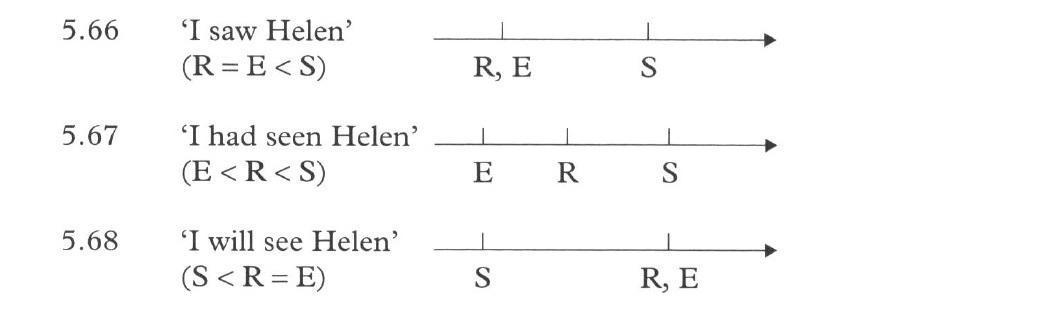 5.66 ‘I saw Helen’
(R = E < S) R, E S
5.67 ‘I had seen Helen’
(E < R < S) E R S
5.68 ‘I will see Helen’
(S < R = E) S R, E